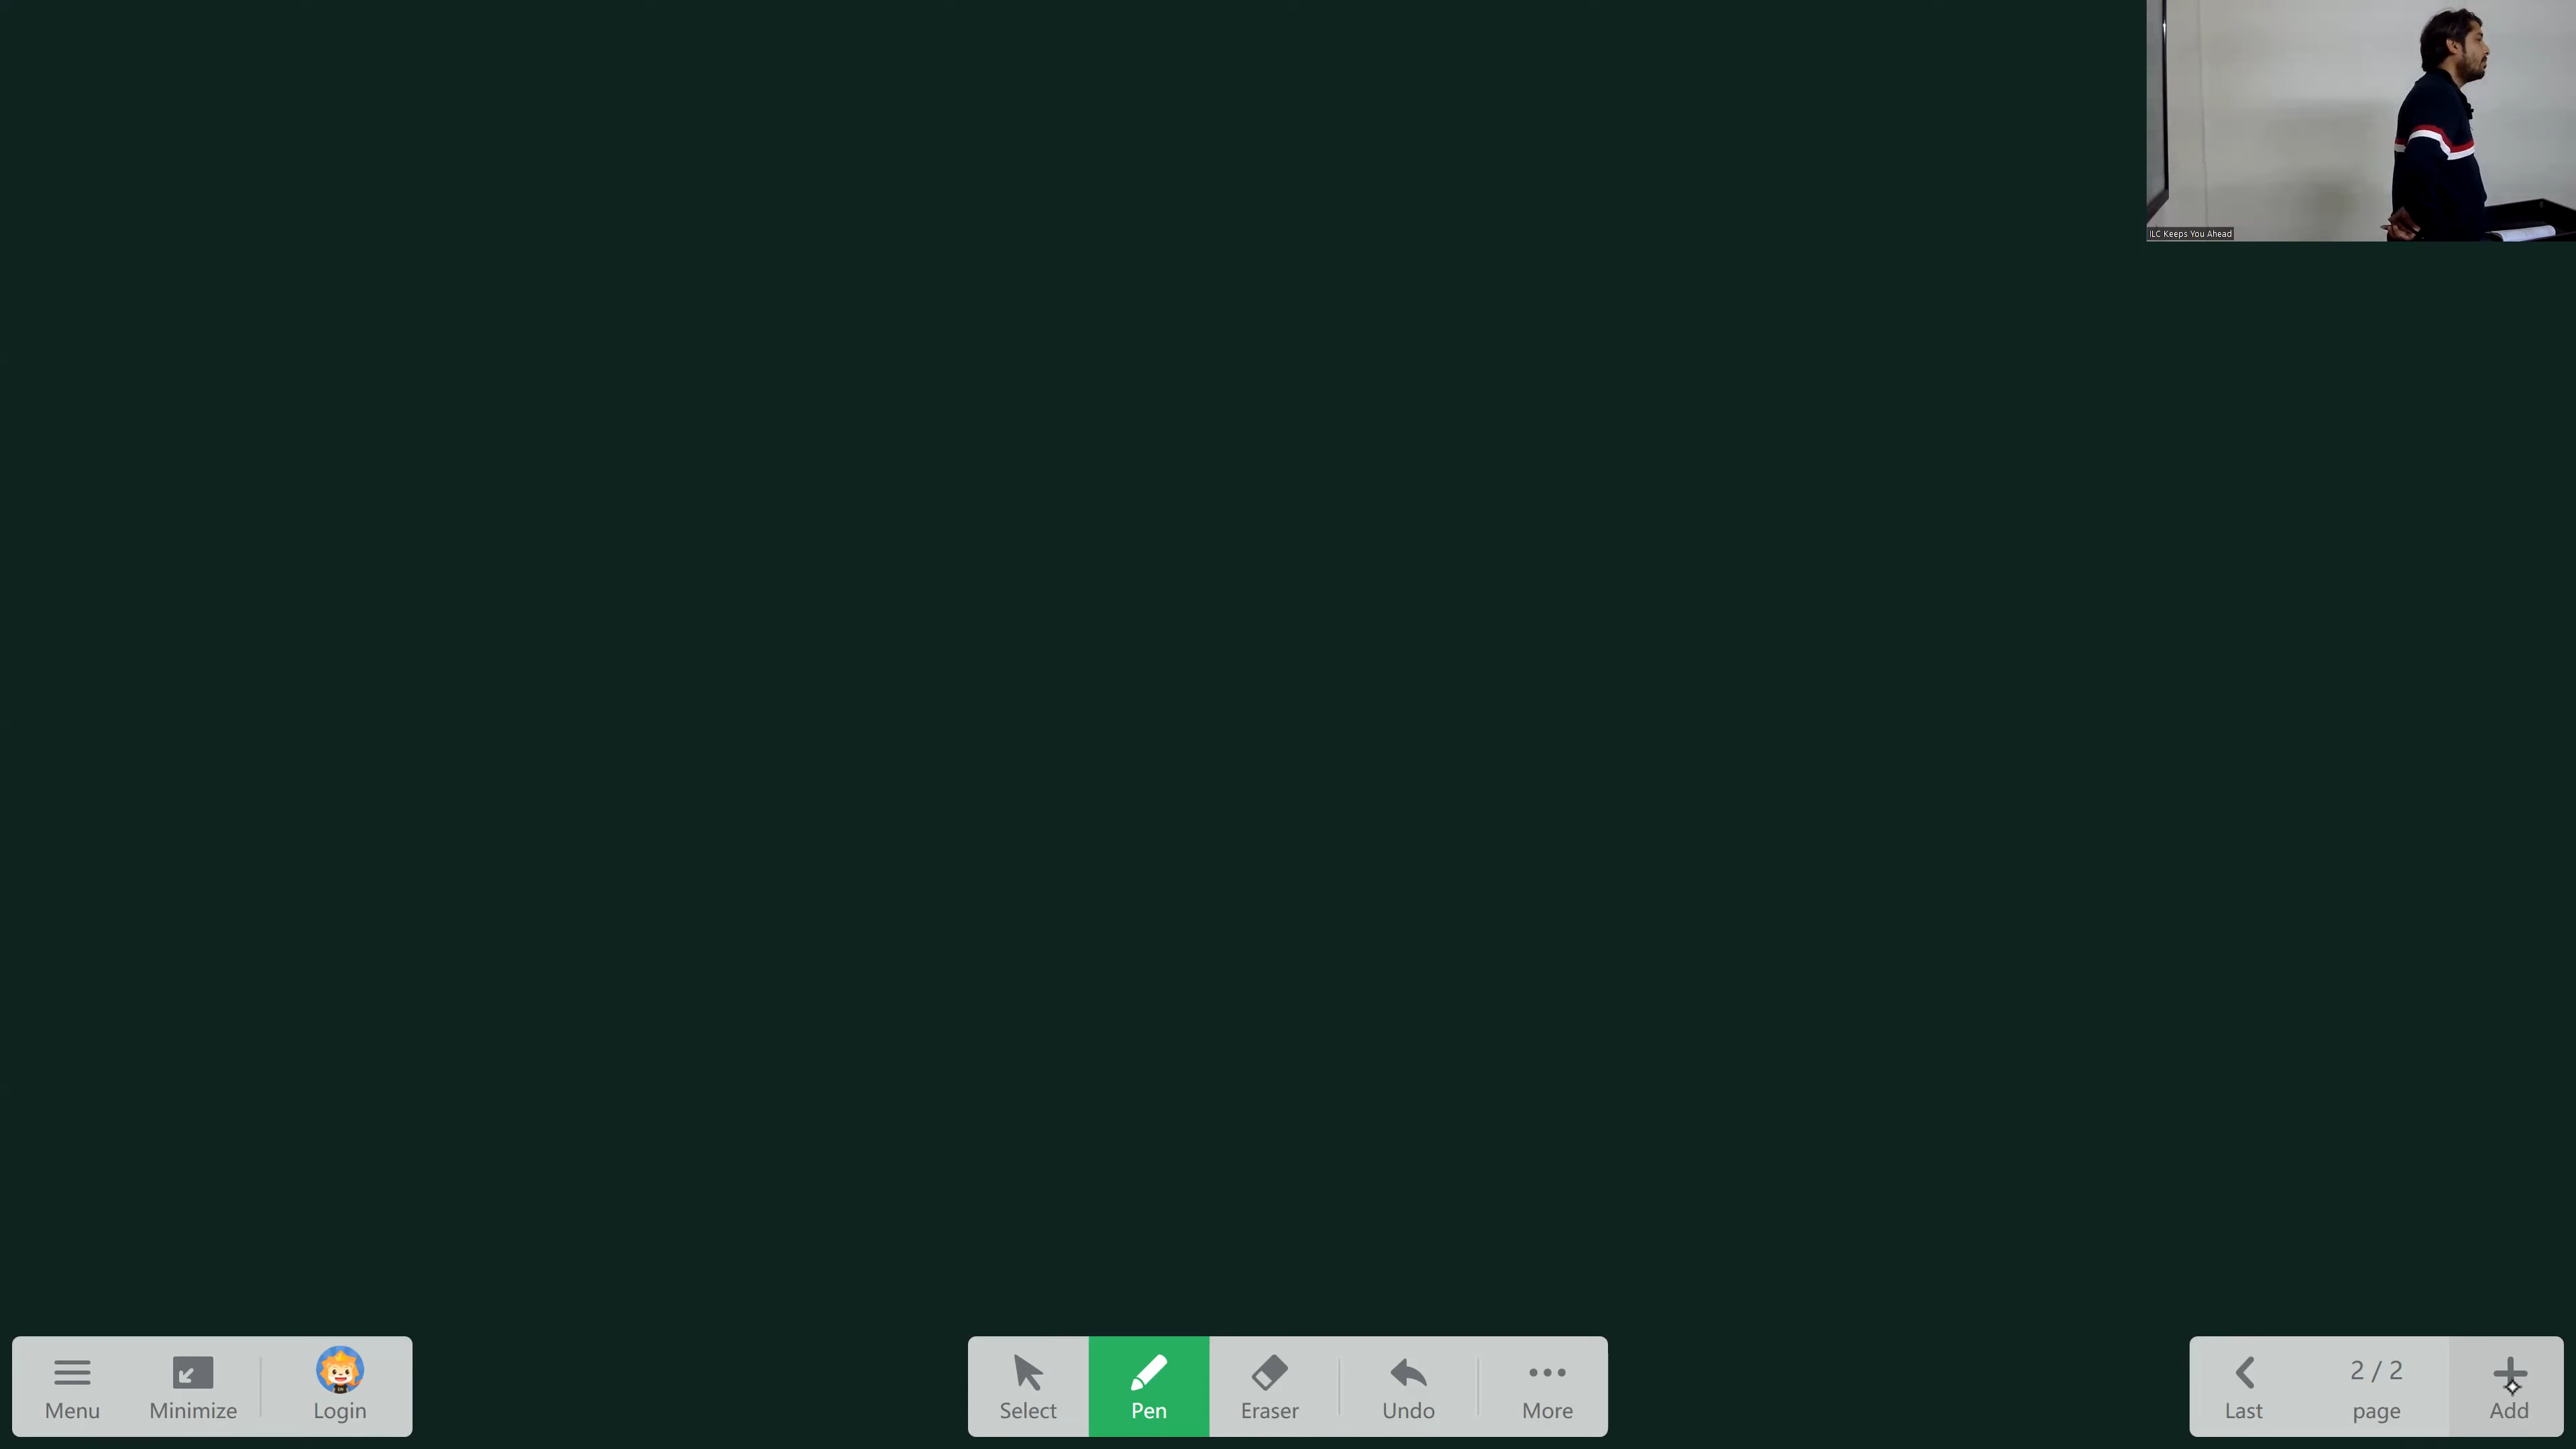 ILC Keeps You Ahead
Menu
Minimize
Login
Select
Pen
Eraser
Undo
More
Last
2 / 2
page
Add